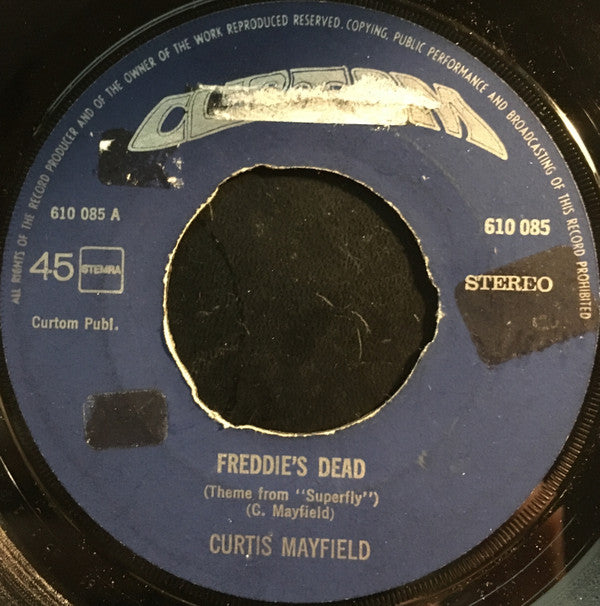 ALL RIGHTS OF THE RECORD PRODUCER AND OF THE OWNER OF THE WORK REPRODUCED RESERVED. COPYING, PUBLIC PERFORMANCE AND BROADCASTING OF THIS RECORD PROHIBITED
610 085 A
610 085
45
STEMRA
STEREO
Curtom Publ.
FREDDIE'S DEAD
(Theme from "Superfly")
(C. Mayfield)
CURTIS MAYFIELD